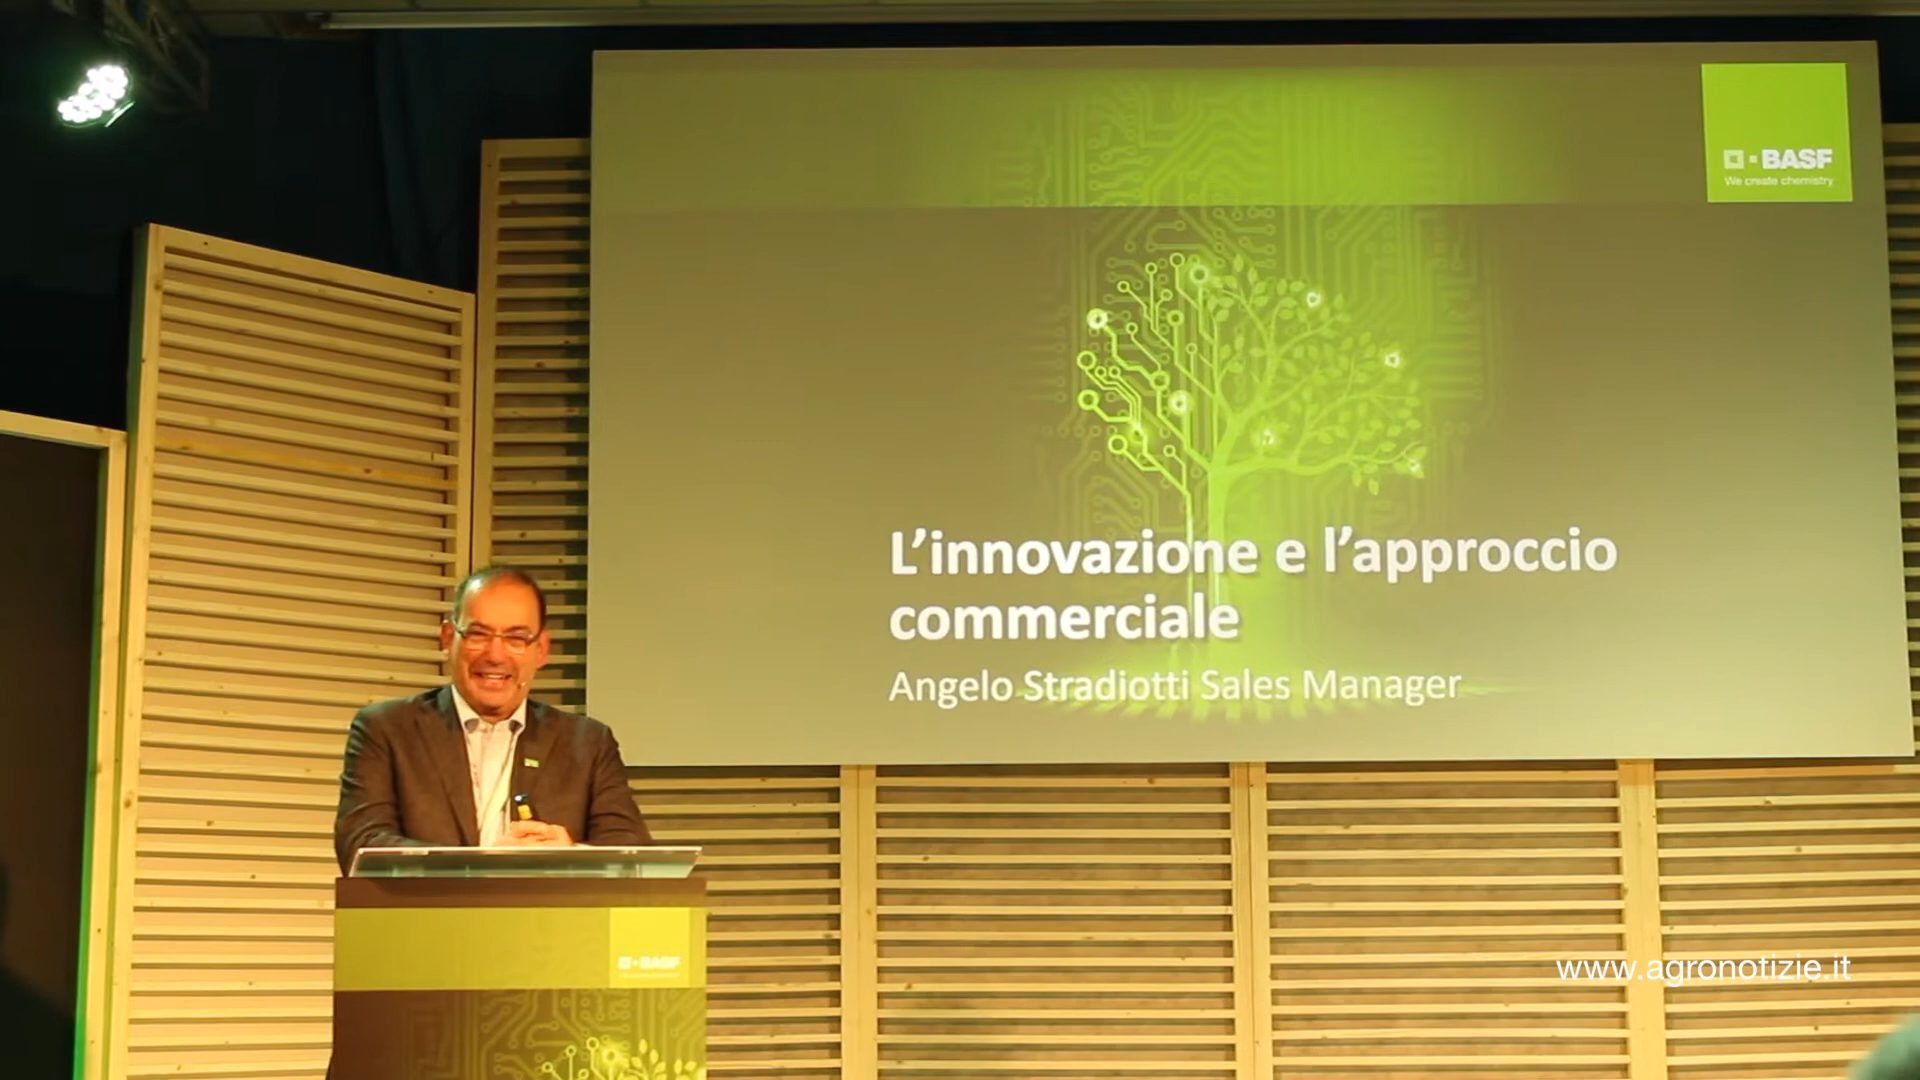 BASF
We create chemistry
L'innovazione e l'approccio
commerciale
Angelo Stradiotti Sales Manager
BASF
www.agronotizie.it